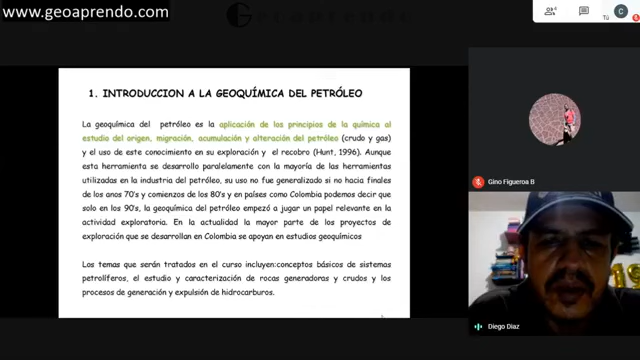 www.geoaprendo.com
1. INTRODUCCION A LA GEOQUÍMICA DEL PETRÓLEO
La geoquímica del petróleo es la aplicación de los principios de la química al
estudio del origen, migración, acumulación y alteración del petróleo (crudo y gas)
y el uso de este conocimiento en su exploración y el recobro (Hunt, 1996). Aunque
esta herramienta se desarrollo paralelamente con la mayoría de las herramientas
utilizadas en la industria del petróleo, su uso no fue generalizado si no hacia finales
de los anos 70's y comienzos de los 80's y en países como Colombia podemos decir que
solo en los 90's, la geoquímica del petróleo empezó a jugar un papel relevante en la
actividad exploratoria. En la actualidad la mayor parte de los proyectos de
exploración que se desarrollan en Colombia se apoyan en estudios geoquímicos
Los temas que serán tratados en el curso incluyen:conceptos básicos de sistemas
petrolíferos, el estudio y caracterización de rocas generadoras y crudos y los
procesos de generación y expulsión de hidrocarburos.
C
Tú
Gino Figueroa B
Diego Diaz